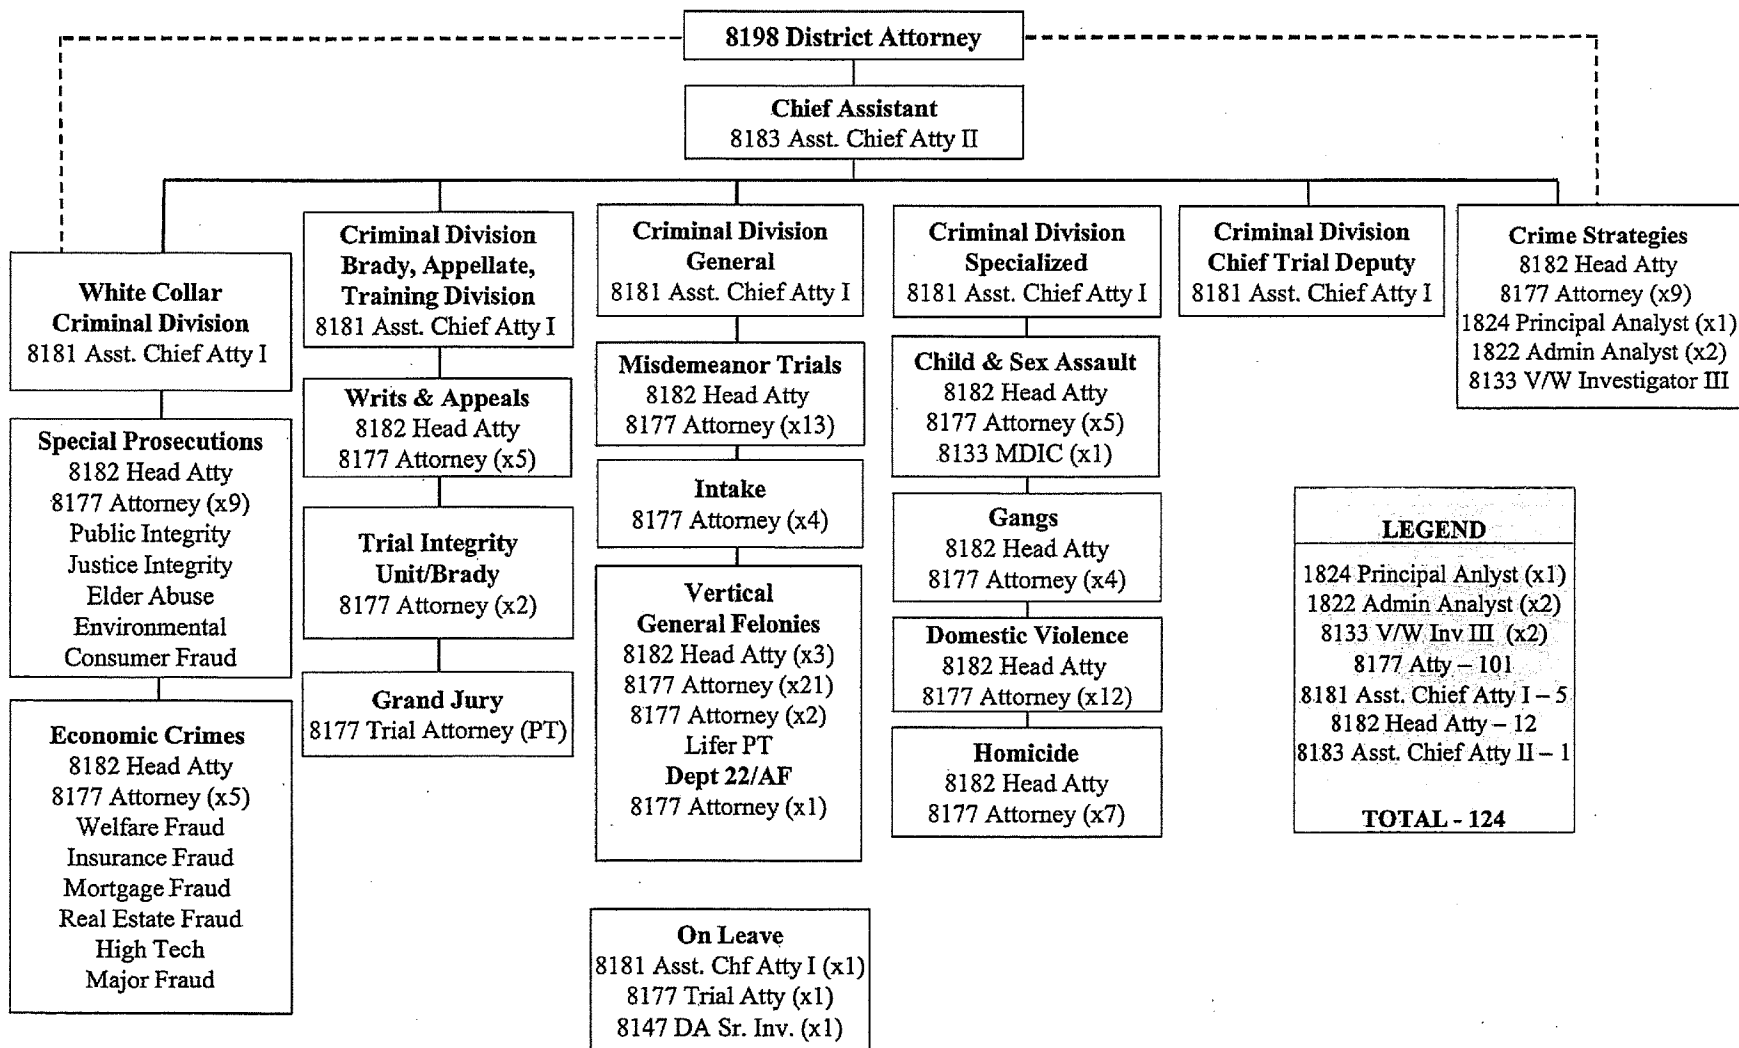 8198 District Attorney
Chief Assistant
8183 Asst. Chief Atty II
White Collar
Criminal Division
8181 Asst. Chief Atty I
Special Prosecutions
8182 Head Atty
8177 Attorney (x9)
Public Integrity
Justice Integrity
Elder Abuse
Environmental
Consumer Fraud
Economic Crimes
8182 Head Atty
8177 Attorney (x5)
Welfare Fraud
Insurance Fraud
Mortgage Fraud
Real Estate Fraud
High Tech
Major Fraud
Criminal Division
Brady, Appellate,
Training Division
8181 Asst. Chief Atty I
Writs & Appeals
8182 Head Atty
8177 Attorney (x5)
Trial Integrity
Unit/Brady
8177 Attorney (x2)
Grand Jury
8177 Trial Attorney (PT)
Criminal Division
General
8181 Asst. Chief Atty I
Misdemeanor Trials
8182 Head Atty
8177 Attorney (x13)
Intake
8177 Attorney (x4)
Vertical
General Felonies
8182 Head Atty (x3)
8177 Attorney (x21)
8177 Attorney (x2)
Lifer PT
Dept 22/AF
8177 Attorney (x1)
On Leave
8181 Asst. Chf Atty I (x1)
8177 Trial Atty (x1)
8147 DA Sr. Inv. (x1)
Criminal Division
Specialized
8181 Asst. Chief Atty I
Child & Sex Assault
8182 Head Atty
8177 Attorney (x5)
8133 MDIC (x1)
Gangs
8182 Head Atty
8177 Attorney (x4)
Domestic Violence
8182 Head Atty
8177 Attorney (x12)
Homicide
8182 Head Atty
8177 Attorney (x7)
Criminal Division
Chief Trial Deputy
8181 Asst. Chief Atty I
Crime Strategies
8182 Head Atty
8177 Attorney (x9)
1824 Principal Analyst (x1)
1822 Admin Analyst (x2)
8133 V/W Investigator III
LEGEND
1824 Principal Anlyst (x1)
1822 Admin Analyst (x2)
8133 V/W Inv III (x2)
8177 Atty – 101
8181 Asst. Chief Atty I – 5
8182 Head Atty – 12
8183 Asst. Chief Atty II – 1
TOTAL - 124